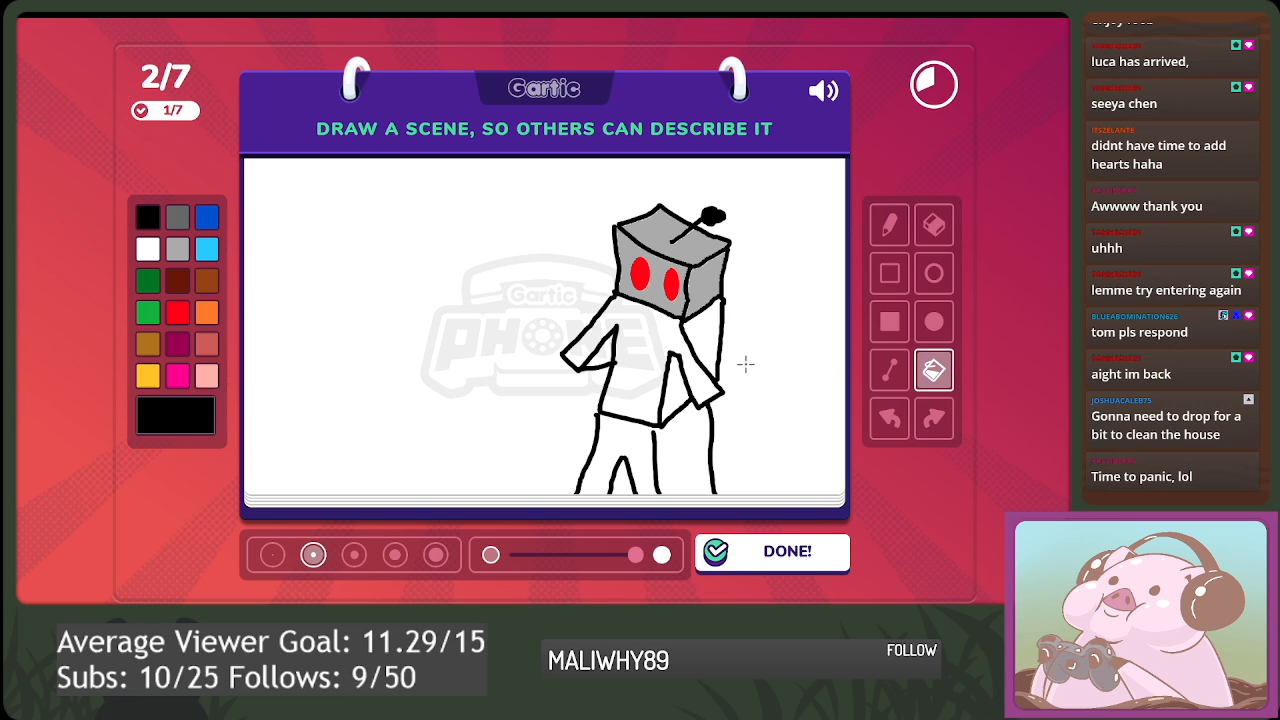 2/7
1/7
Gartic
DRAW A SCENE, SO OTHERS CAN DESCRIBE IT
Gartic
PHONE
DONE!
luca has arrived,
seeya chen
ITSZELANTE
didnt have time to add
hearts haha
Awwww thank you
uhhh
lemme try entering again
BLUEABOMINATION626
tom pls respond
aight im back
JOSHUACALEB75
Gonna need to drop for a
bit to clean the house
Time to panic, lol
Average Viewer Goal: 11.29/15
Subs: 10/25 Follows: 9/50
MALIWHY89
FOLLOW